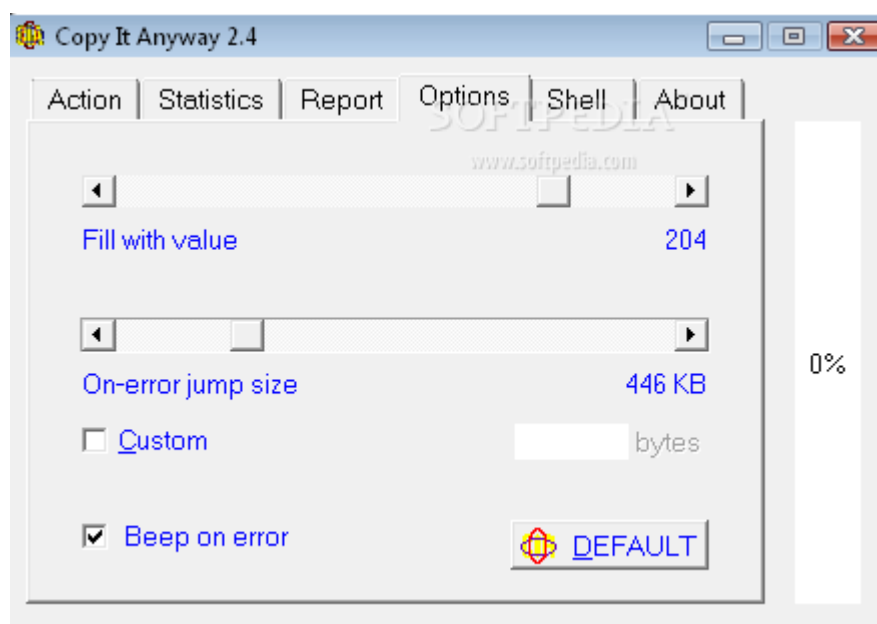 Copy It Anyway 2.4
Action Statistics Report Options Shell About
SOFTPEDIA
www.softpedia.com
Fill with value 204
On-error jump size 446 KB
0%
Custom bytes
Beep on error DEFAULT